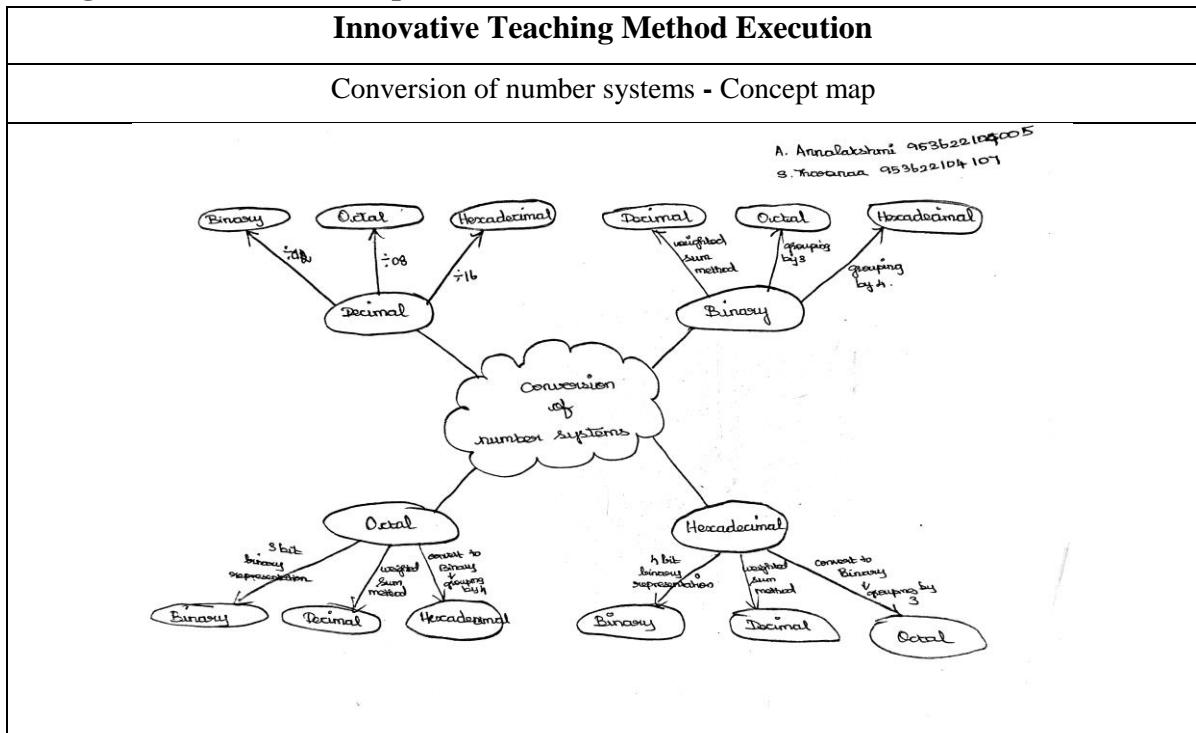 Innovative Teaching Method Execution
Conversion of number systems - Concept map
A. Annalakshmi 953622104005
S. 953622104107
Binary
Octal
Hexadecimal
÷08
÷16
Decimal
Decimal
Octal
Hexadecimal
weighted
sum
method
grouping
by 3
grouping
by 4.
Binary
Conversion
of
number systems
Octal
3 bit
binary
representation
weighted
sum
method
convert to
Binary
↓ grouping
by 4
Binary
Decimal
Hexadecimal
Hexadecimal
4 bit
binary
representation
weighted
sum
method
convert to
Binary
↓ grouping by
3
Binary
Decimal
Octal